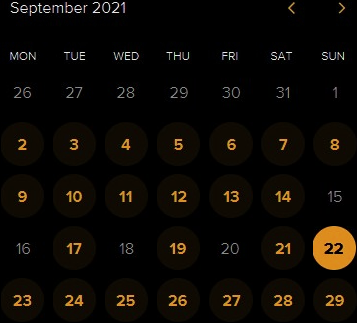 September 2021
MON TUE WED THU FRI SAT SUN
26 27 28 29 30 31 1
2 3 4 5 6 7 8
9 10 11 12 13 14 15
16 17 18 19 20 21 22
23 24 25 26 27 28 29